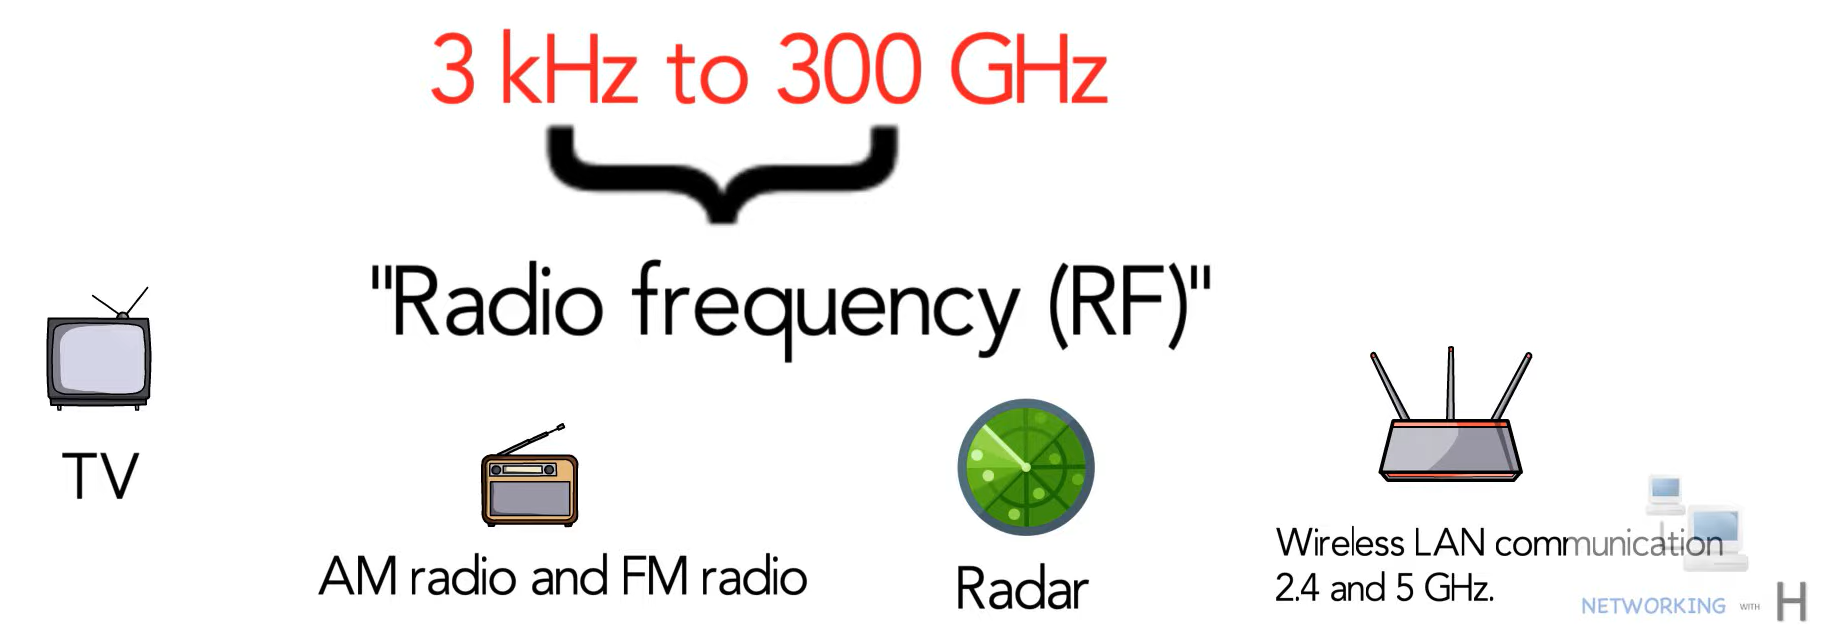 3 kHz to 300 GHz
"Radio frequency (RF)"
TV
AM radio and FM radio
Radar
Wireless LAN communication
2.4 and 5 GHz.
NETWORKING WITH H